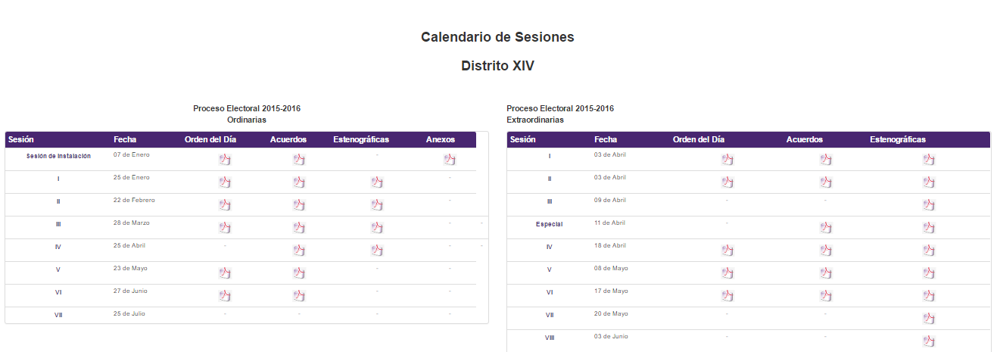 Calendario de Sesiones
Distrito XIV
Proceso Electoral 2015-2016
Ordinarias
Sesión Fecha Orden del Día Acuerdos Estenográficas Anexos
Sesión de Instalación 07 de Enero -
I 25 de Enero -
II 22 de Febrero -
III 28 de Marzo - -
IV 25 de Abril - - -
V 23 de Mayo - -
VI 27 de Junio - -
VII 25 de Julio - - - -
Proceso Electoral 2015-2016
Extraordinarias
Sesión Fecha Orden del Día Acuerdos Estenográficas
I 03 de Abril
II 03 de Abril
III 09 de Abril - -
Especial 11 de Abril -
IV 18 de Abril
V 08 de Mayo
VI 17 de Mayo
VII 20 de Mayo - -
VIII 03 de Junio - -